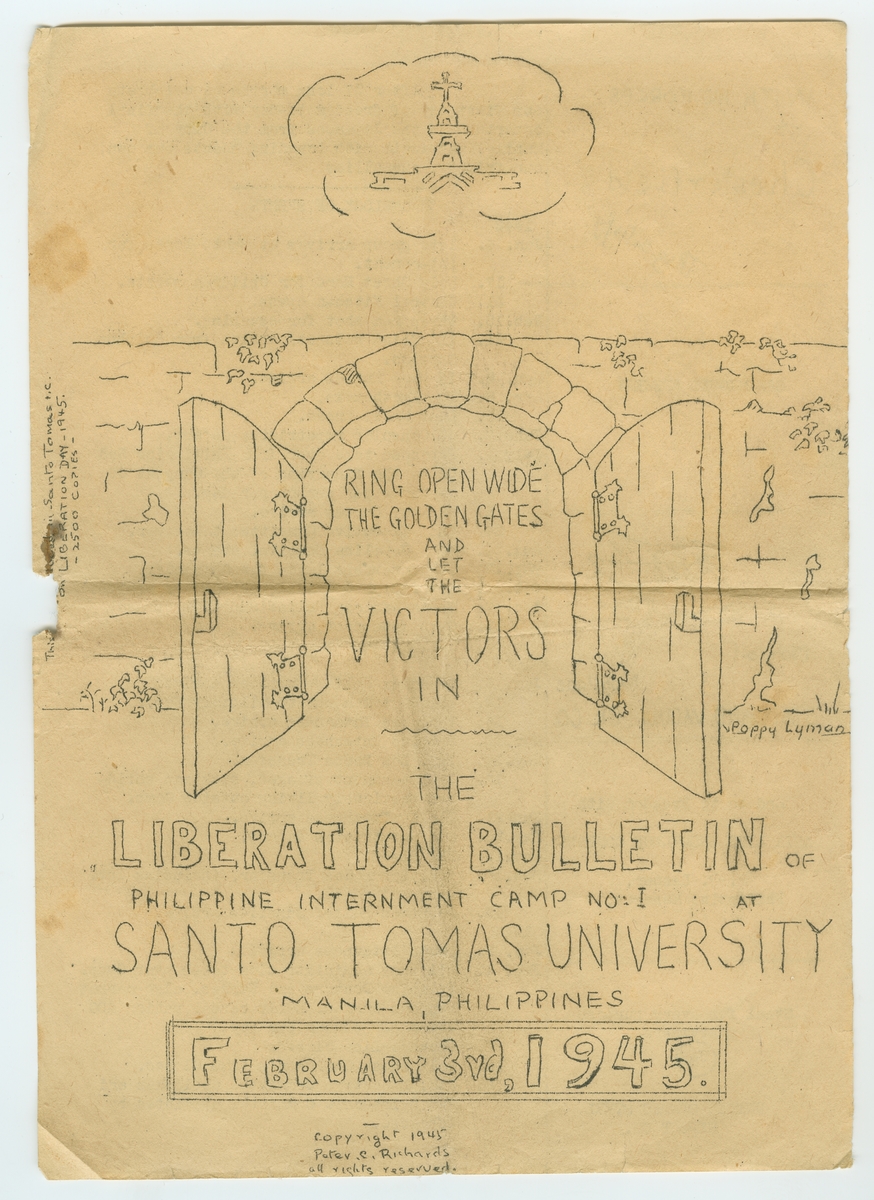 RING OPEN WIDE
THE GOLDEN GATES
AND
LET
THE
VICTORS
IN
Poppy Lyman
THE
LIBERATION BULLETIN OF
PHILIPPINE INTERNMENT CAMP NO: I AT
SANTO TOMAS UNIVERSITY
MANILA, PHILIPPINES
FEBRUARY 3rd, 1945.
Copyright 1945
Peter. C. Richards
all rights reserved.
This Santo Tomas I.C.
on LIBERATION DAY - 1945.
- 2500 COPIES -